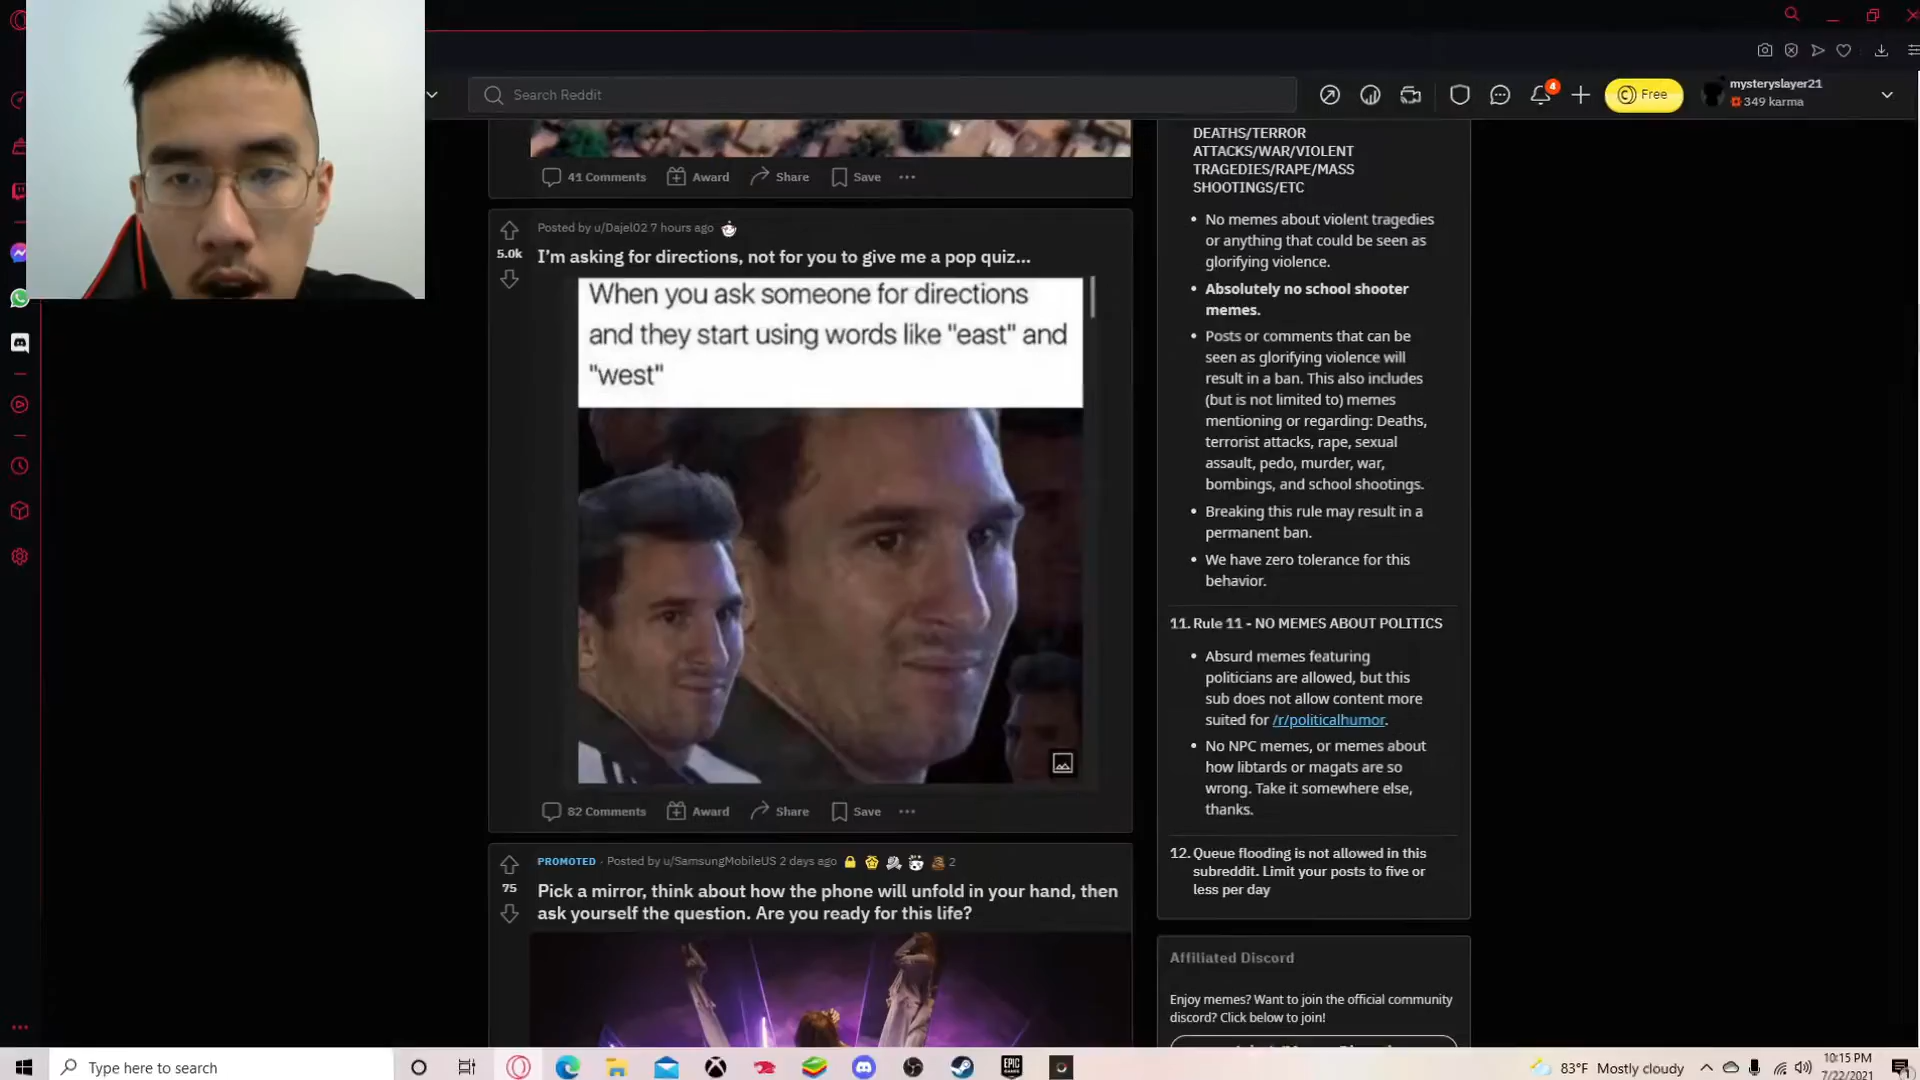 Search Reddit
4
Free
mysteryslayer21
349 karma
41 Comments
Award
Share
Save
Posted by u/Dajel02 7 hours ago
5.0k
I'm asking for directions, not for you to give me a pop quiz...
When you ask someone for directions
and they start using words like "east" and
"west"
82 Comments
Award
Share
Save
PROMOTED · Posted by u/SamsungMobileUS 2 days ago
2
75
Pick a mirror, think about how the phone will unfold in your hand, then
ask yourself the question. Are you ready for this life?
DEATHS/TERROR
ATTACKS/WAR/VIOLENT
TRAGEDIES/RAPE/MASS
SHOOTINGS/ETC
• No memes about violent tragedies
or anything that could be seen as
glorifying violence.
• Absolutely no school shooter
memes.
• Posts or comments that can be
seen as glorifying violence will
result in a ban. This also includes
(but is not limited to) memes
mentioning or regarding: Deaths,
terrorist attacks, rape, sexual
assault, pedo, murder, war,
bombings, and school shootings.
• Breaking this rule may result in a
permanent ban.
• We have zero tolerance for this
behavior.
11. Rule 11 - NO MEMES ABOUT POLITICS
• Absurd memes featuring
politicians are allowed, but this
sub does not allow content more
suited for /r/politicalhumor.
• No NPC memes, or memes about
how libtards or magats are so
wrong. Take it somewhere else,
thanks.
12. Queue flooding is not allowed in this
subreddit. Limit your posts to five or
less per day
Affiliated Discord
Enjoy memes? Want to join the official community
discord? Click below to join!
Type here to search
EPIC
GAMES
83°F Mostly cloudy
10:15 PM
7/22/2021